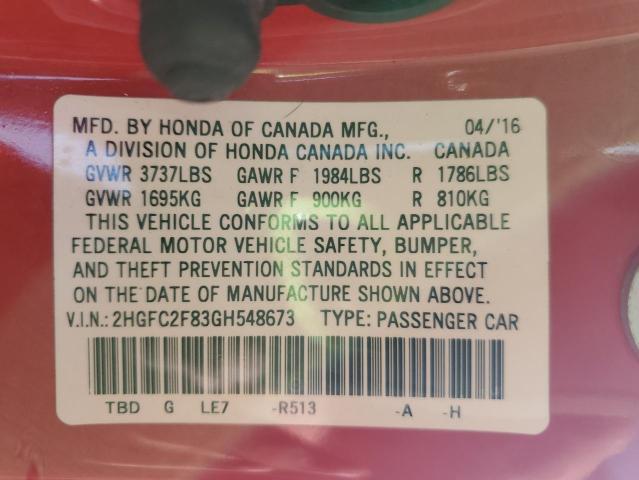 MFD. BY HONDA OF CANADA MFG., 04/'16
A DIVISION OF HONDA CANADA INC. CANADA
GVWR 3737LBS GAWR F 1984LBS R 1786LBS
GVWR 1695KG GAWR F 900KG R 810KG
THIS VEHICLE CONFORMS TO ALL APPLICABLE
FEDERAL MOTOR VEHICLE SAFETY, BUMPER,
AND THEFT PREVENTION STANDARDS IN EFFECT
ON THE DATE OF MANUFACTURE SHOWN ABOVE.
V.I.N.: 2HGFC2F83GH548673 TYPE: PASSENGER CAR
TBD G LE7 -R513 -A -H